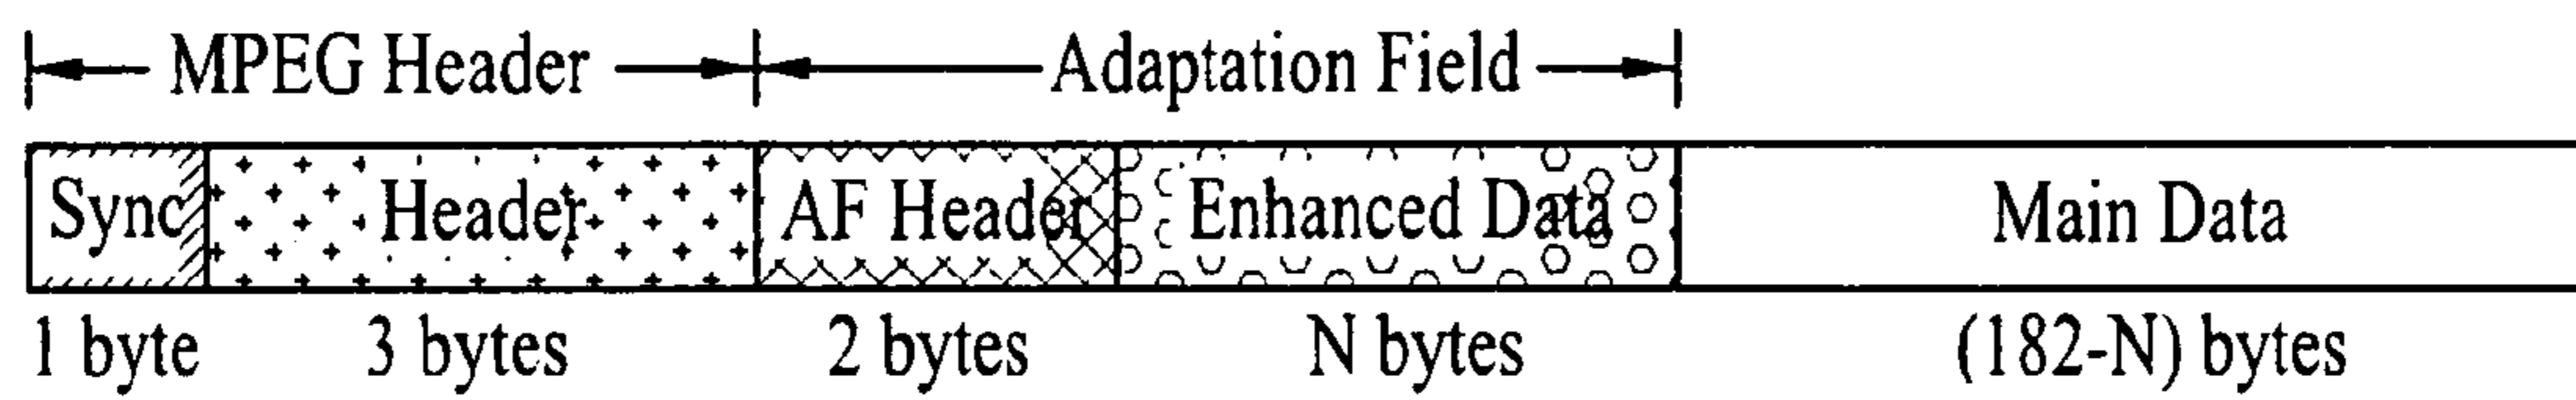 MPEG Header Adaptation Field
Sync Header AF Header Enhanced Data Main Data
1 byte 3 bytes 2 bytes N bytes (182-N) bytes